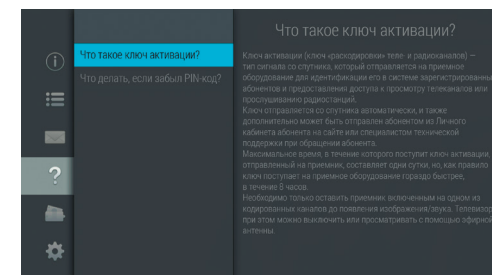 Что такое ключ активации?
Что такое ключ активации?
Что делать, если забыл PIN-код?
Ключ активации (ключ «раскодировки» теле- и радиоканалов) —
тип сигнала со спутника, который отправляется на приемное
оборудование для идентификации его в системе зарегистрированны
абонентов и предоставления доступа к просмотру телеканалов или
прослушиванию радиостанций.
Ключ отправляется со спутника автоматически, а также
дополнительно может быть отправлен абонентом из Личного
кабинета абонента на сайте или специалистом технической
поддержки при обращении абонента.
Максимальное время, в течение которого поступит ключ активации,
отправленный на приемник, составляет одни сутки, но, как правило
ключ поступает на приемное оборудование гораздо быстрее,
в течение 8 часов.
Необходимо только оставить приемник включенным на одном из
кодированных каналов до появления изображения/звука. Телевизор
при этом можно выключить или просматривать с помощью эфирной
антенны.